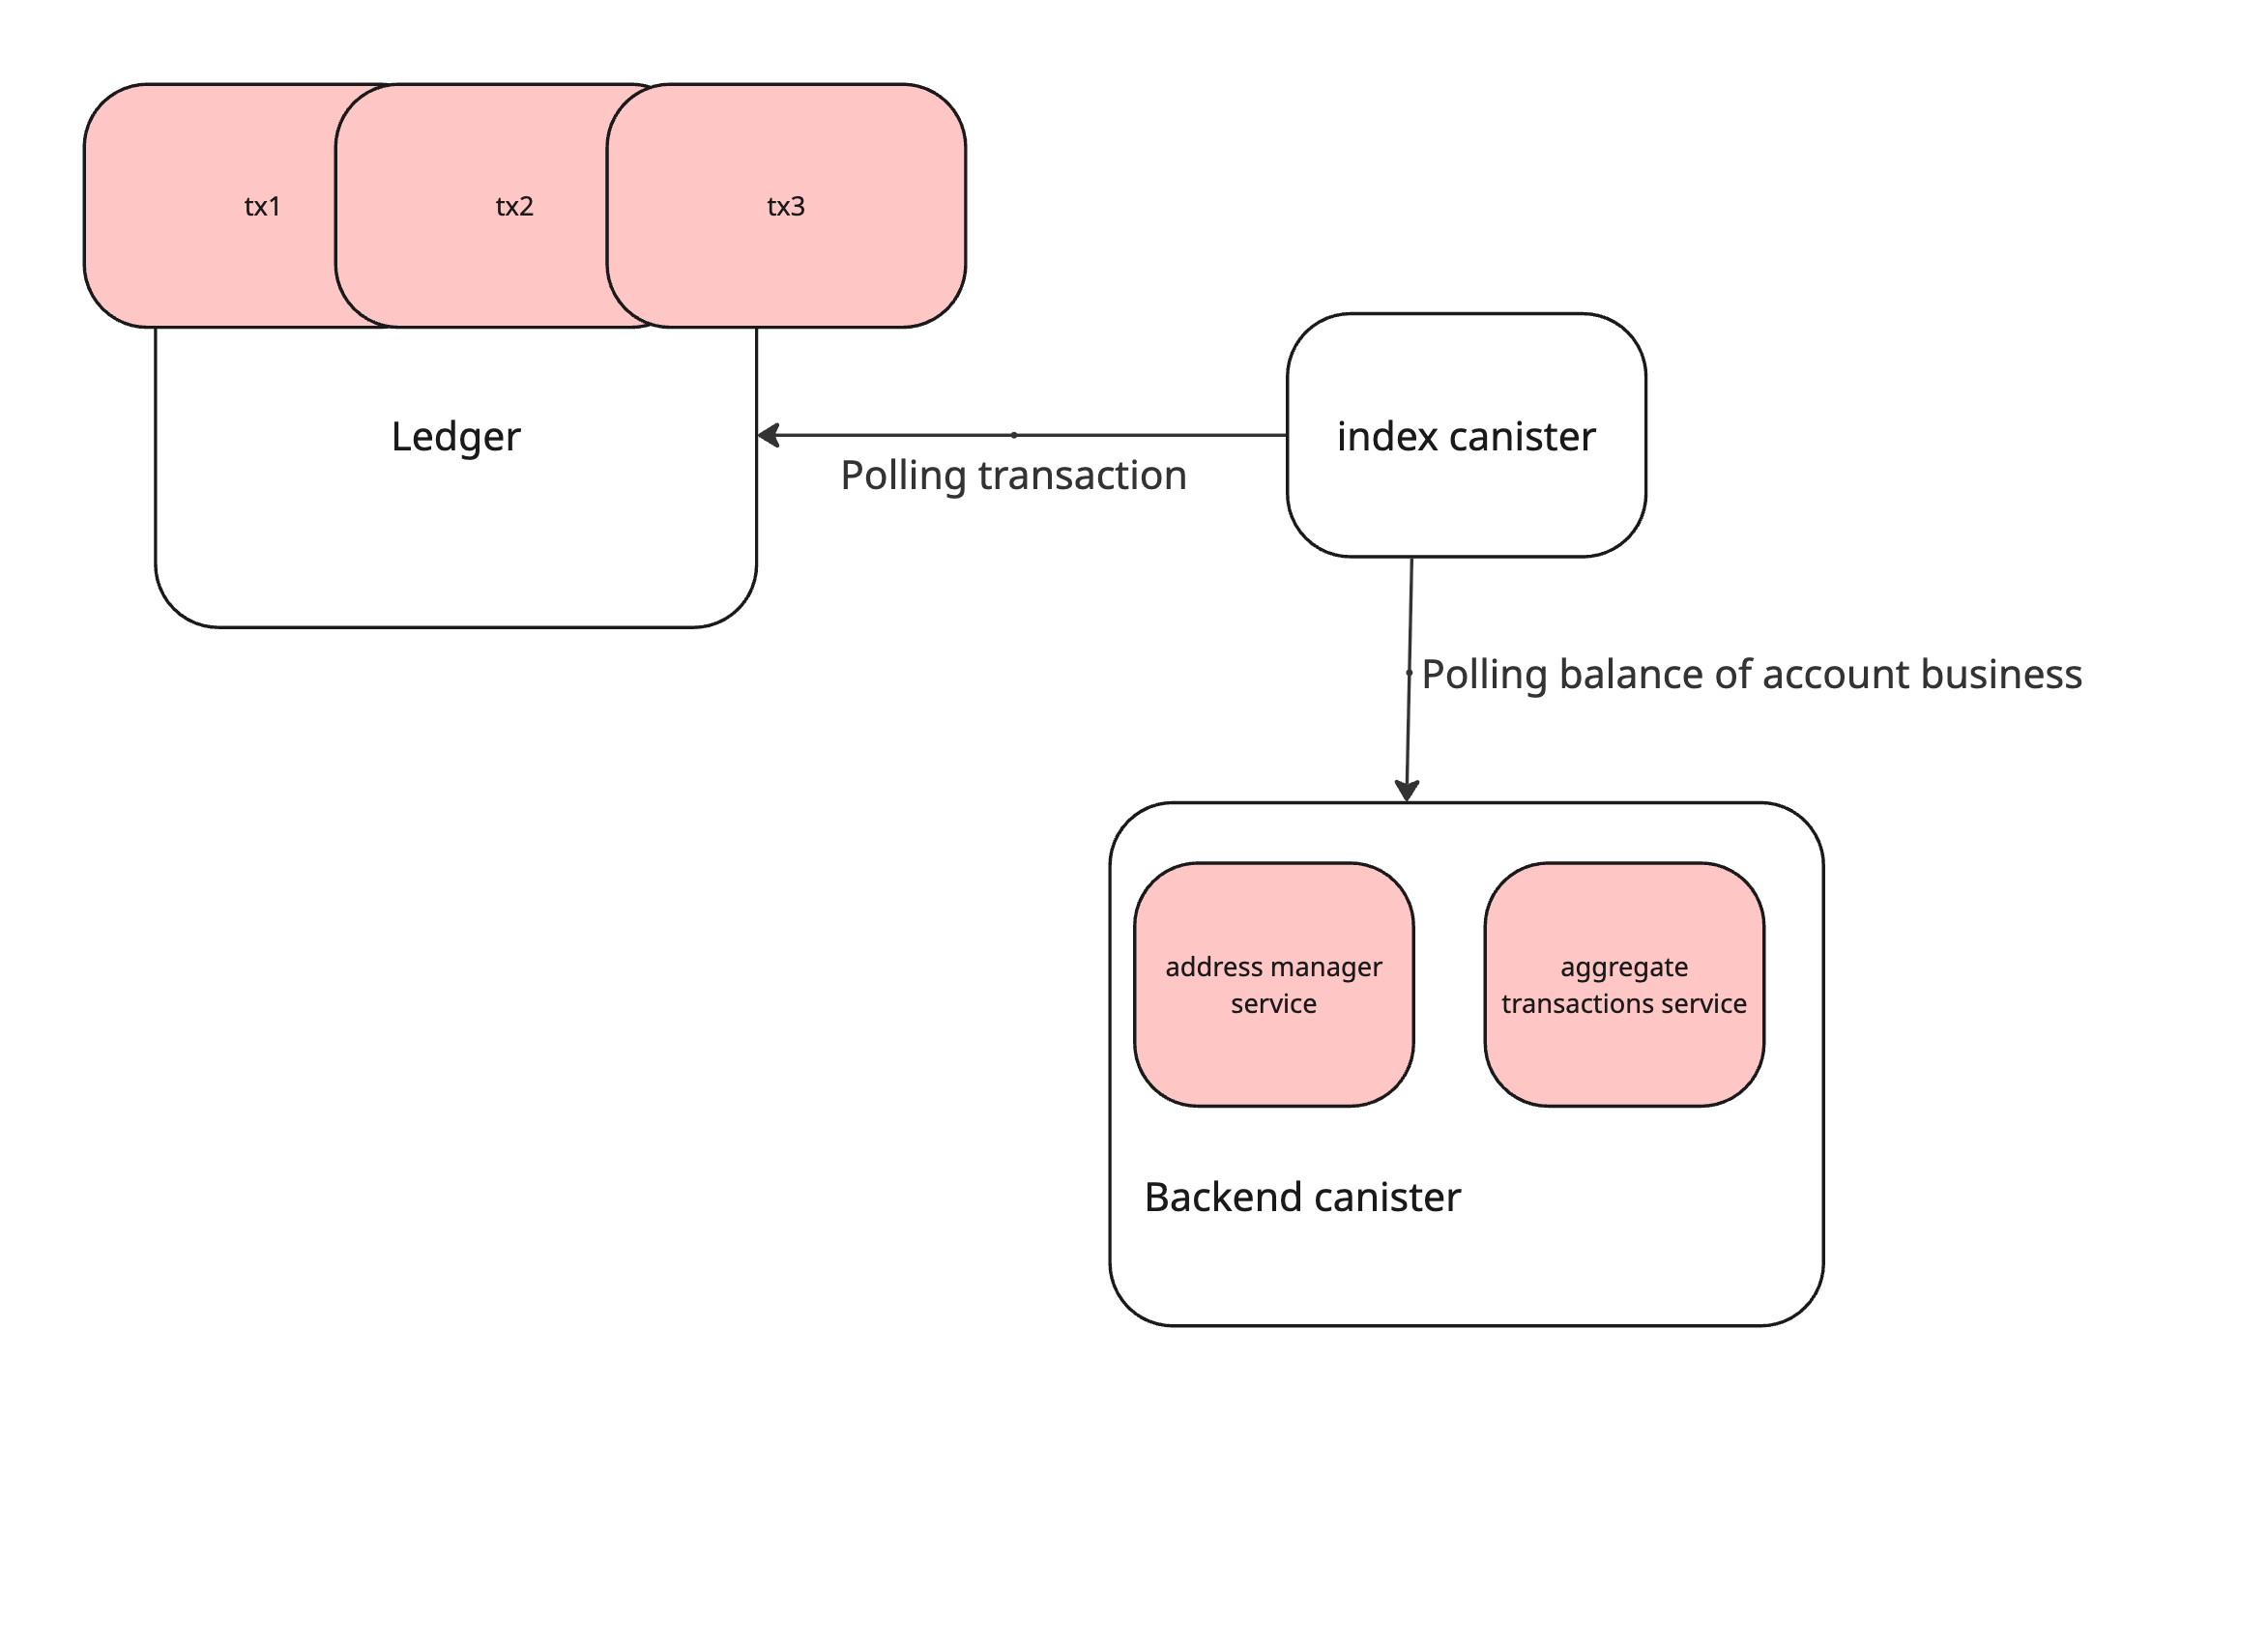 tx1
tx2
tx3
Ledger
Polling transaction
index canister
Polling balance of account business
address manager
service
aggregate
transactions service
Backend canister